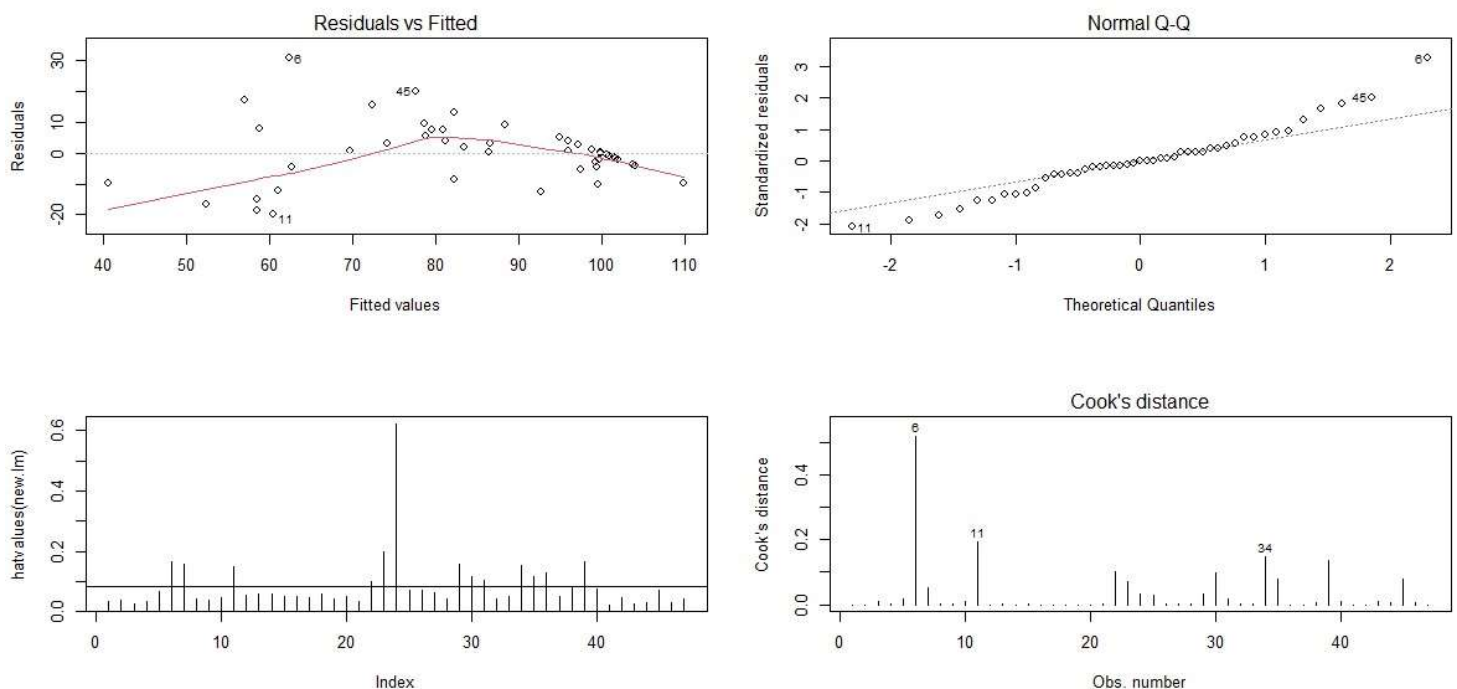 Residuals vs Fitted
Residuals
30
10
0
-20
6
45
11
40 50 60 70 80 90 100 110
Fitted values
Normal Q-Q
Standardized residuals
3
2
1
0
-1
-2
6
45
11
-2 -1 0 1 2
Theoretical Quantiles
hatvalues(new.lm)
0.6
0.4
0.2
0.0
0 10 20 30 40
Index
Cook's distance
Cook's distance
0.4
0.2
0.0
6
11
34
0 10 20 30 40
Obs. number